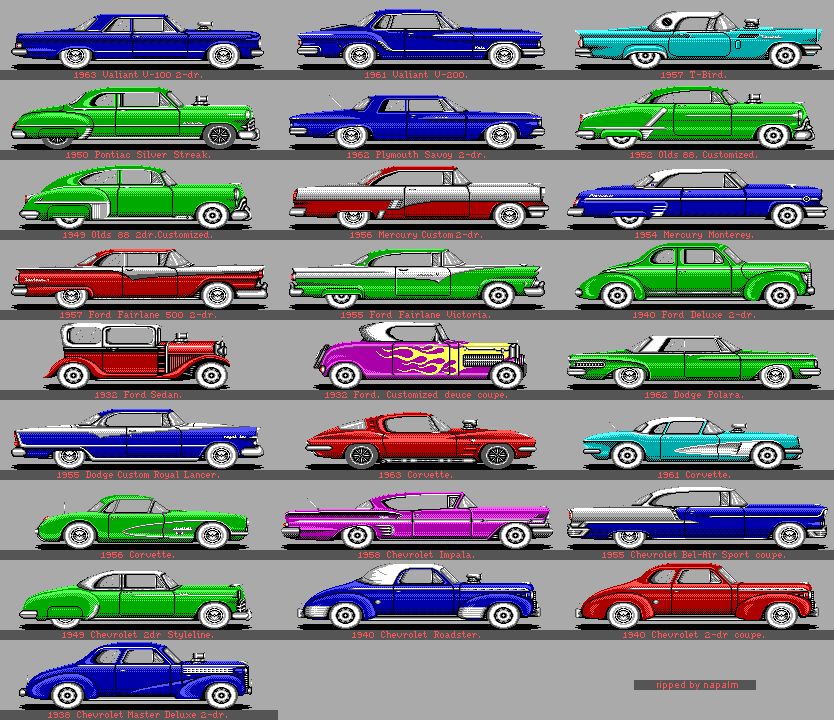 1963 Valiant V-100 2-dr.
1961 Valiant V-200.
1957 T-Bird.
1950 Pontiac Silver Streak.
1962 Plymouth Savoy 2-dr.
1952 Olds 88. Customized.
1949 Olds 88 2dr.Customized.
1956 Mercury Custom 2-dr.
1954 Mercury Monterey.
1957 Ford Fairlane 500 2-dr.
1955 Ford Fairlane Victoria.
1940 Ford Deluxe 2-dr.
1932 Ford Sedan.
1932 Ford. Customized deuce coupe.
1962 Dodge Polara.
1955 Dodge Custom Royal Lancer.
1963 Corvette.
1961 Corvette.
1956 Corvette.
1958 Chevrolet Impala.
1955 Chevrolet Bel-Air Sport coupe.
1949 Chevrolet 2dr Styleline.
1940 Chevrolet Roadster.
1940 Chevrolet 2-dr coupe.
1938 Chevrolet Master Deluxe 2-dr.
ripped by napalm